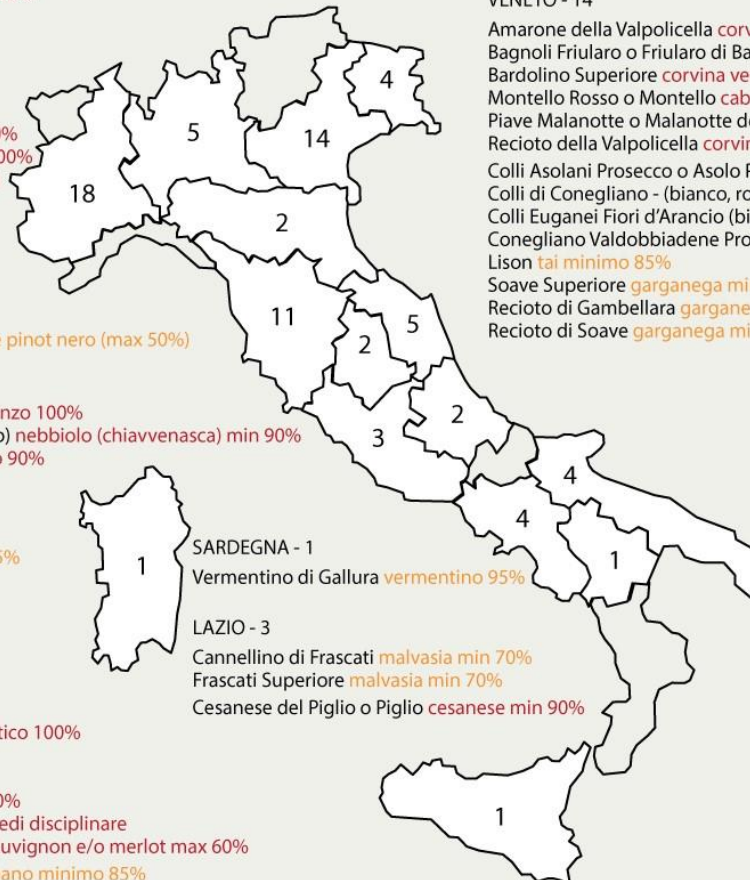 VENETO - 14
Amarone della Valpolicella
Bagnoli Friularo o Friularo di
Bardolino Superiore corvina
Montello Rosso o Montello
Piave Malanotte o Malanotte
Recioto della Valpolicella
Colli Asolani Prosecco o Asolo
Colli di Conegliano - (bianco,
Colli Euganei Fiori d'Arancio
Conegliano Valdobbiadene
Lison tai minimo 85%
Soave Superiore garganega
Recioto di Gambellara
Recioto di Soave garganega
4
5
14
18
2
11
5
2
2
3
4
4
1
1
1
pinot nero (max 50%)
100%
nebbiolo (chiavvenasca) min 90%
90%
SARDEGNA - 1
Vermentino di Gallura vermentino 95%
LAZIO - 3
Cannellino di Frascati malvasia min 70%
Frascati Superiore malvasia min 70%
Cesanese del Piglio o Piglio cesanese min 90%
100%
disciplinare
e/o merlot max 60%
minimo 85%